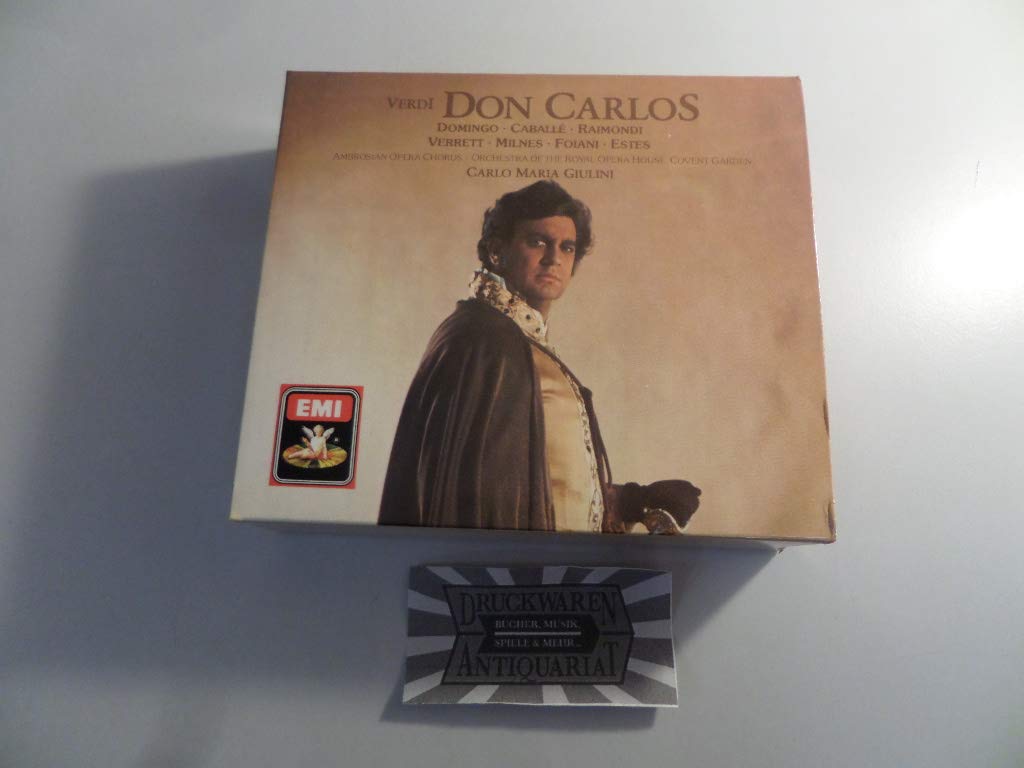 VERDI DON CARLOS
DOMINGO · CABALLÉ · RAIMONDI
VERRETT · MILNES · FOIANI · ESTES
AMBROSIAN OPERA CHORUS · ORCHESTRA OF THE ROYAL OPERA HOUSE, COVENT GARDEN
CARLO MARIA GIULINI
EMI
DRUCKWAREN
BÜCHER, MUSIK,
SPIELE & MEHR...
ANTIQUARIAT